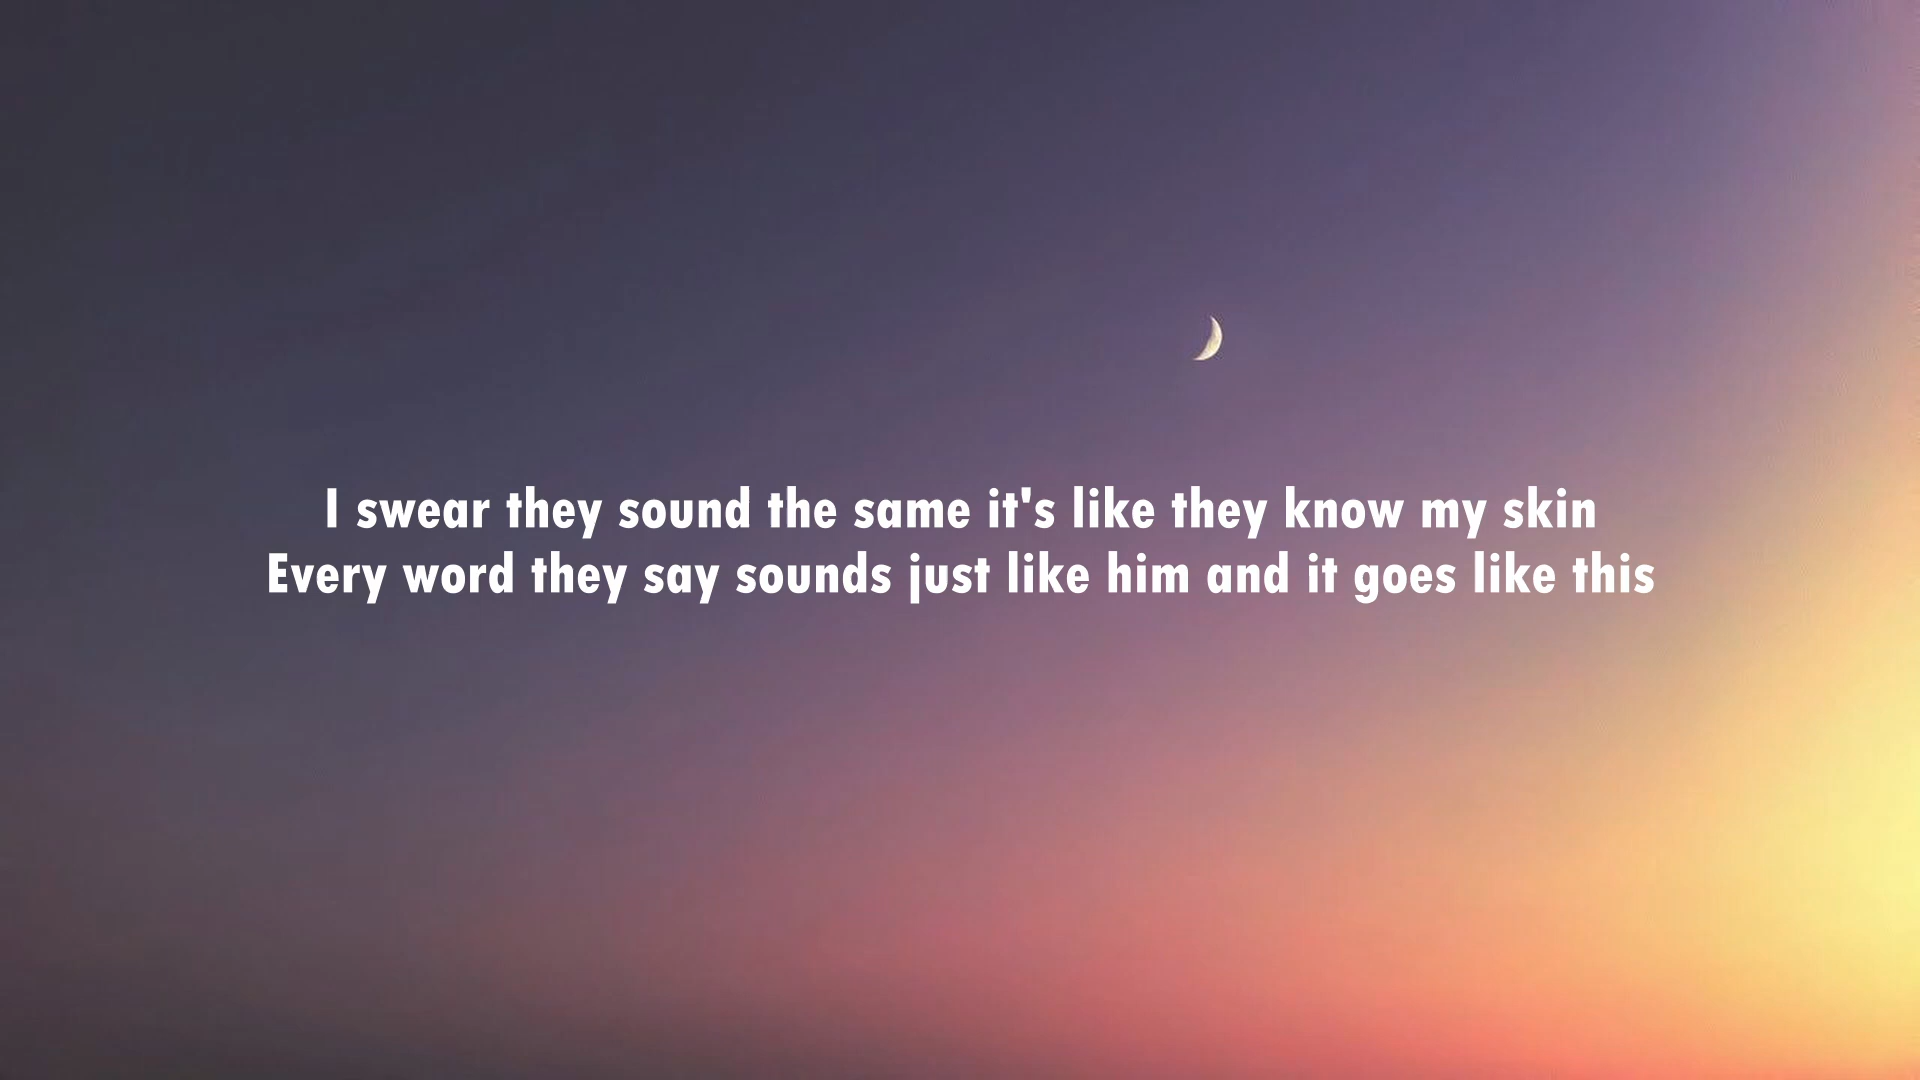 I swear they sound the same it's like they know my skin
Every word they say sounds just like him and it goes like this